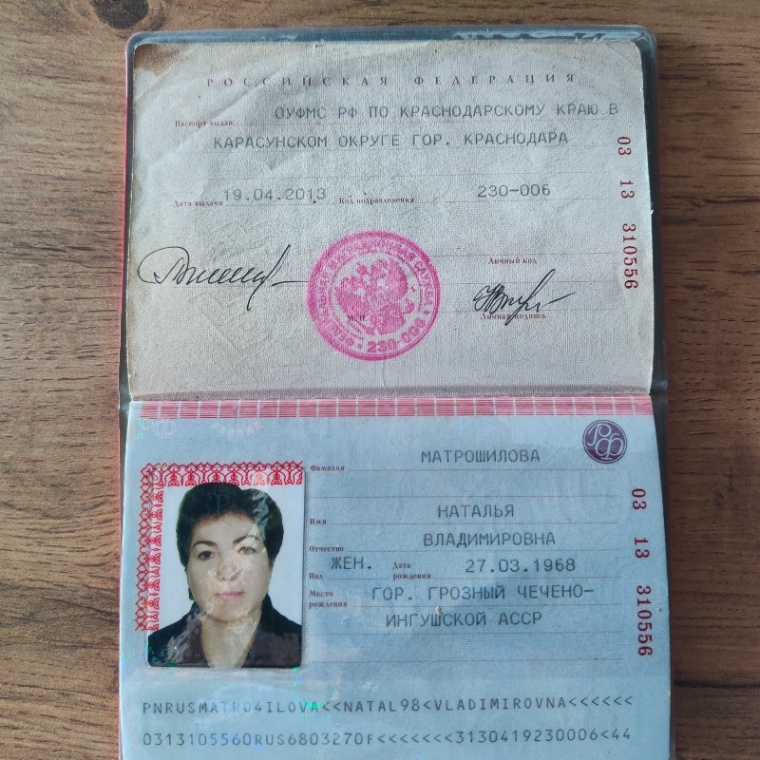 РОССИЙСКАЯ ФЕДЕРАЦИЯ
Паспорт выдан ОУФМС РФ ПО КРАСНОДАРСКОМУ КРАЮ В
КАРАСУНСКОМ ОКРУГЕ ГОР. КРАСНОДАРА
Дата выдачи 19.04.2013 Код подразделения 230-006
Личный код
М.П.
Личная подпись
230-006
03 13 310556
РОССИЯ
РФ
Фамилия МАТРОШИЛОВА
Имя НАТАЛЬЯ
Отчество ВЛАДИМИРОВНА
Пол ЖЕН. Дата рождения 27.03.1968
Место рождения ГОР. ГРОЗНЫЙ ЧЕЧЕНО-
ИНГУШСКОЙ АССР
03 13 310556
PNRUSMATRO4ILOVA<<NATAL98<VLADIMIROVNA<<<<<<
0313105560RUS6803270F<<<<<<<3130419230006<44